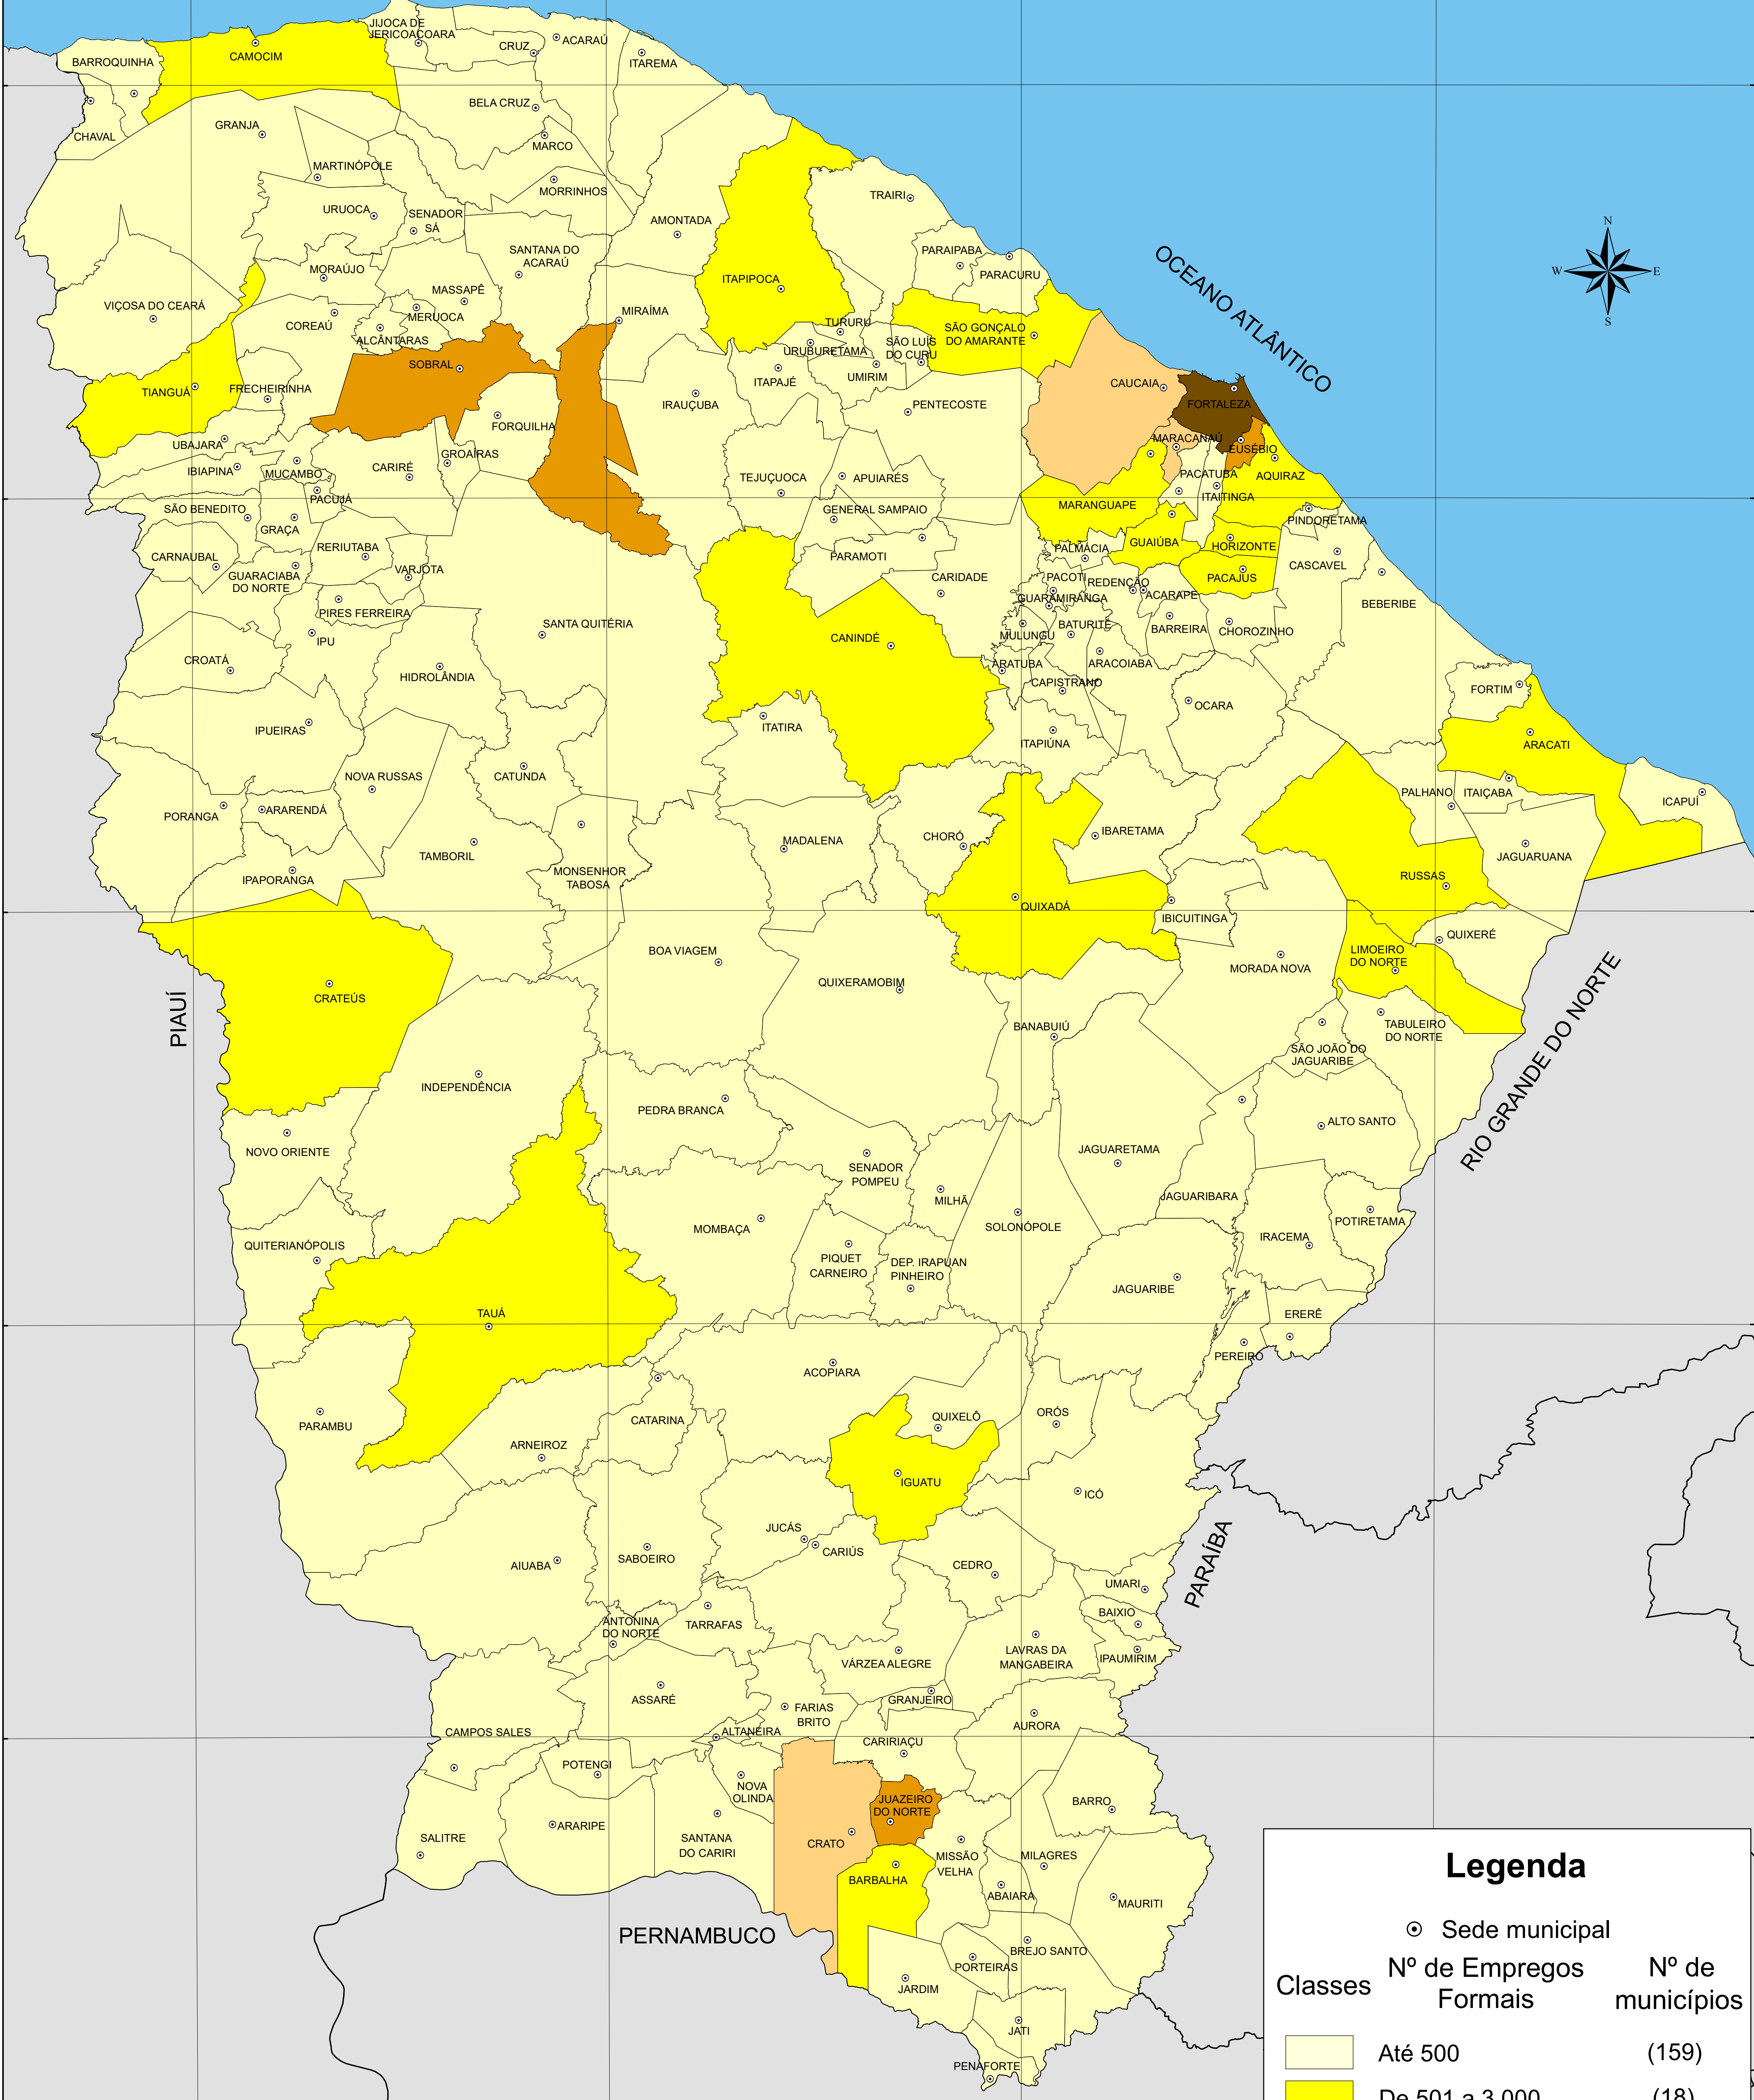 JIJOCA DE
JERICOACOARA
CRUZ
ACARAÚ
BARROQUINHA
CAMOCIM
ITAREMA
CHAVAL
GRANJA
BELA CRUZ
MARCO
MARTINÓPOLE
MORRINHOS
URUOCA
SENADOR
SÁ
AMONTADA
TRAIRI
N
W
E
S
OCEANO ATLÂNTICO
SANTANA DO
ACARAÚ
PARAIPABA
PARACURU
MORAÚJO
ITAPIPOCA
MASSAPÊ
VIÇOSA DO CEARÁ
MERUOCA
MIRAÍMA
COREAÚ
ALCÂNTARAS
TURURU
SÃO GONÇALO
DO AMARANTE
URUBURETAMA
SÃO LUÍS
DO CURU
SOBRAL
UMIRIM
ITAPAJÉ
TIANGUÁ
FRECHEIRINHA
IRAUÇUBA
PENTECOSTE
CAUCAIA
FORTALEZA
FORQUILHA
UBAJARA
MARACANAÚ
EUSÉBIO
GROAÍRAS
IBIAPINA
MUCAMBO
CARIRÉ
TEJUÇUOCA
APUIARÉS
PACATUBA
AQUIRAZ
ITAITINGA
PACUJÁ
SÃO BENEDITO
GENERAL SAMPAIO
MARANGUAPE
PINDORETAMA
GRAÇA
RERIUTABA
CARNAUBAL
PARAMOTI
PALMÁCIA
GUAIÚBA
HORIZONTE
CASCAVEL
GUARACIABA
DO NORTE
VARJOTA
CARIDADE
PACOTI
REDENÇÃO
PACAJUS
ACARAPE
GUARAMIRANGA
BEBERIBE
PIRES FERREIRA
SANTA QUITÉRIA
CANINDÉ
MULUNGU
BATURITÉ
BARREIRA
CHOROZINHO
IPU
CROATÁ
HIDROLÂNDIA
ARATUBA
ARACOIABA
CAPISTRANO
FORTIM
OCARA
IPUEIRAS
ITATIRA
ITAPIÚNA
ARACATI
NOVA RUSSAS
CATUNDA
PALHANO
ITAIÇABA
ICAPUÍ
PORANGA
ARARENDÁ
MADALENA
CHORÓ
IBARETAMA
TAMBORIL
JAGUARUANA
IPAPORANGA
MONSENHOR
TABOSA
RUSSAS
QUIXADÁ
IBICUITINGA
QUIXERÉ
BOA VIAGEM
LIMOEIRO
DO NORTE
MORADA NOVA
QUIXERAMOBIM
CRATEÚS
PIAUÍ
BANABUIÚ
TABULEIRO
DO NORTE
SÃO JOÃO DO
JAGUARIBE
RIO GRANDE DO NORTE
INDEPENDÊNCIA
PEDRA BRANCA
ALTO SANTO
NOVO ORIENTE
JAGUARETAMA
SENADOR
POMPEU
MILHÃ
JAGUARIBARA
POTIRETAMA
MOMBAÇA
SOLONÓPOLE
IRACEMA
QUITERIANÓPOLIS
PIQUET
CARNEIRO
DEP. IRAPUAN
PINHEIRO
JAGUARIBE
TAUÁ
ERERÊ
PEREIRO
ACOPIARA
PARAMBU
CATARINA
QUIXELÔ
ORÓS
ARNEIROZ
IGUATU
ICÓ
JUCÁS
CARIÚS
AIUABA
SABOEIRO
CEDRO
PARAÍBA
UMARI
ANTONINA
DO NORTE
TARRAFAS
BAIXIO
LAVRAS DA
MANGABEIRA
IPAUMIRIM
VÁRZEA ALEGRE
ASSARÉ
FARIAS
BRITO
GRANJEIRO
AURORA
CAMPOS SALES
ALTANEIRA
CARIRIAÇU
POTENGI
NOVA
OLINDA
JUAZEIRO
DO NORTE
BARRO
ARARIPE
SALITRE
SANTANA
DO CARIRI
CRATO
MISSÃO
VELHA
MILAGRES
BARBALHA
ABAIARA
MAURITI
PERNAMBUCO
BREJO SANTO
PORTEIRAS
JARDIM
JATI
PENAFORTE
Legenda
Sede municipal
Classes
Nº de Empregos
Formais
Nº de
municípios
Até 500
(159)
De 501 a 3.000
(18)